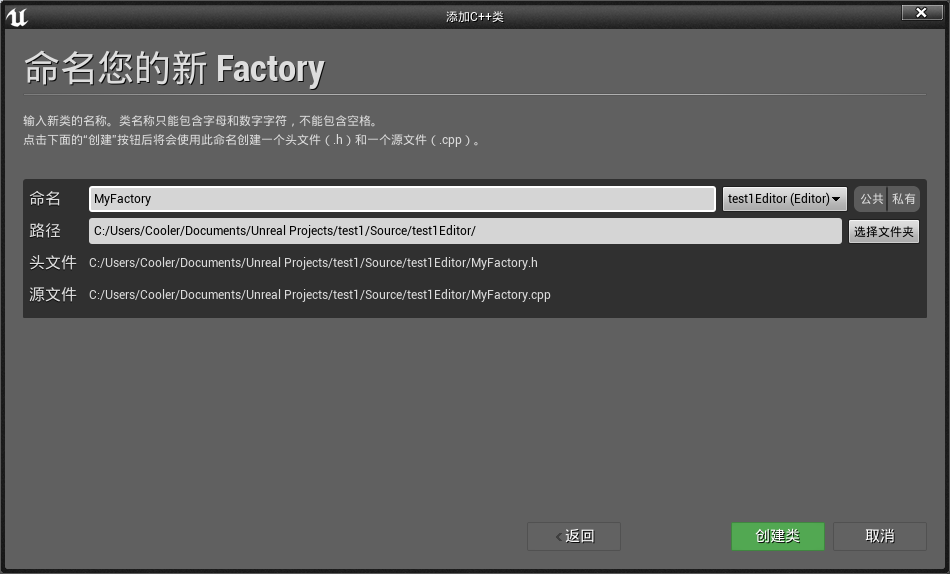 添加C++类
命名您的新 Factory
输入新类的名称。类名称只能包含字母和数字字符，不能包含空格。
点击下面的“创建”按钮后将会使用此命名创建一个头文件（.h）和一个源文件（.cpp）。
命名 MyFactory test1Editor (Editor) 公共 私有
路径 C:/Users/Cooler/Documents/Unreal Projects/test1/Source/test1Editor/ 选择文件夹
头文件 C:/Users/Cooler/Documents/Unreal Projects/test1/Source/test1Editor/MyFactory.h
源文件 C:/Users/Cooler/Documents/Unreal Projects/test1/Source/test1Editor/MyFactory.cpp
返回 创建类 取消